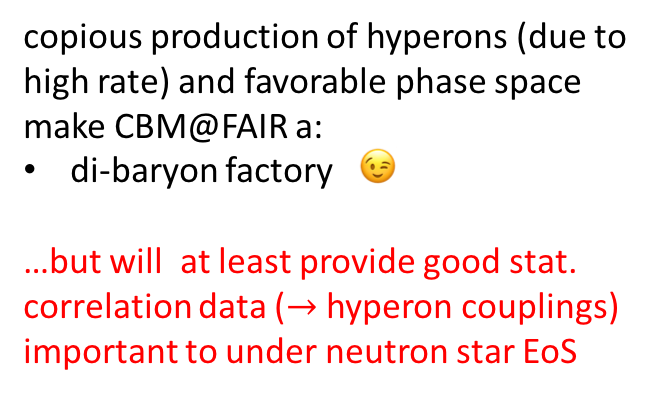 copious production of hyperons (due to
high rate) and favorable phase space
make CBM@FAIR a:
• di-baryon factory 😉
...but will at least provide good stat.
correlation data (→ hyperon couplings)
important to under neutron star EoS